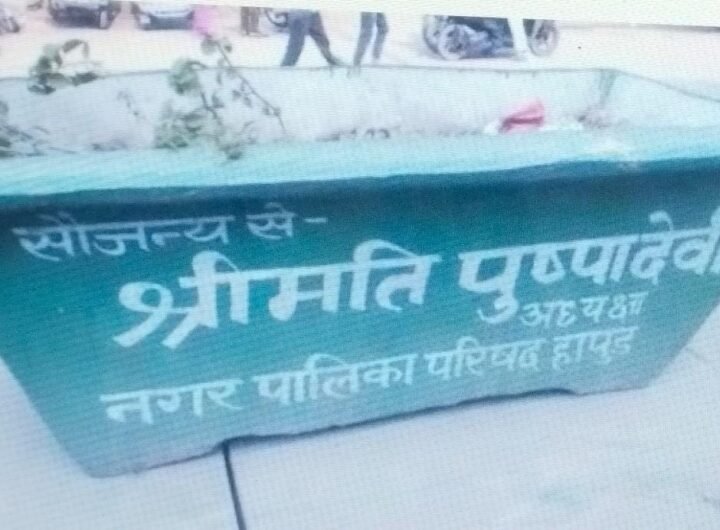 सौजन्य से-
श्रीमति पुष्पादेवी
अध्यक्ष
नगर पालिका परिषद हापुड